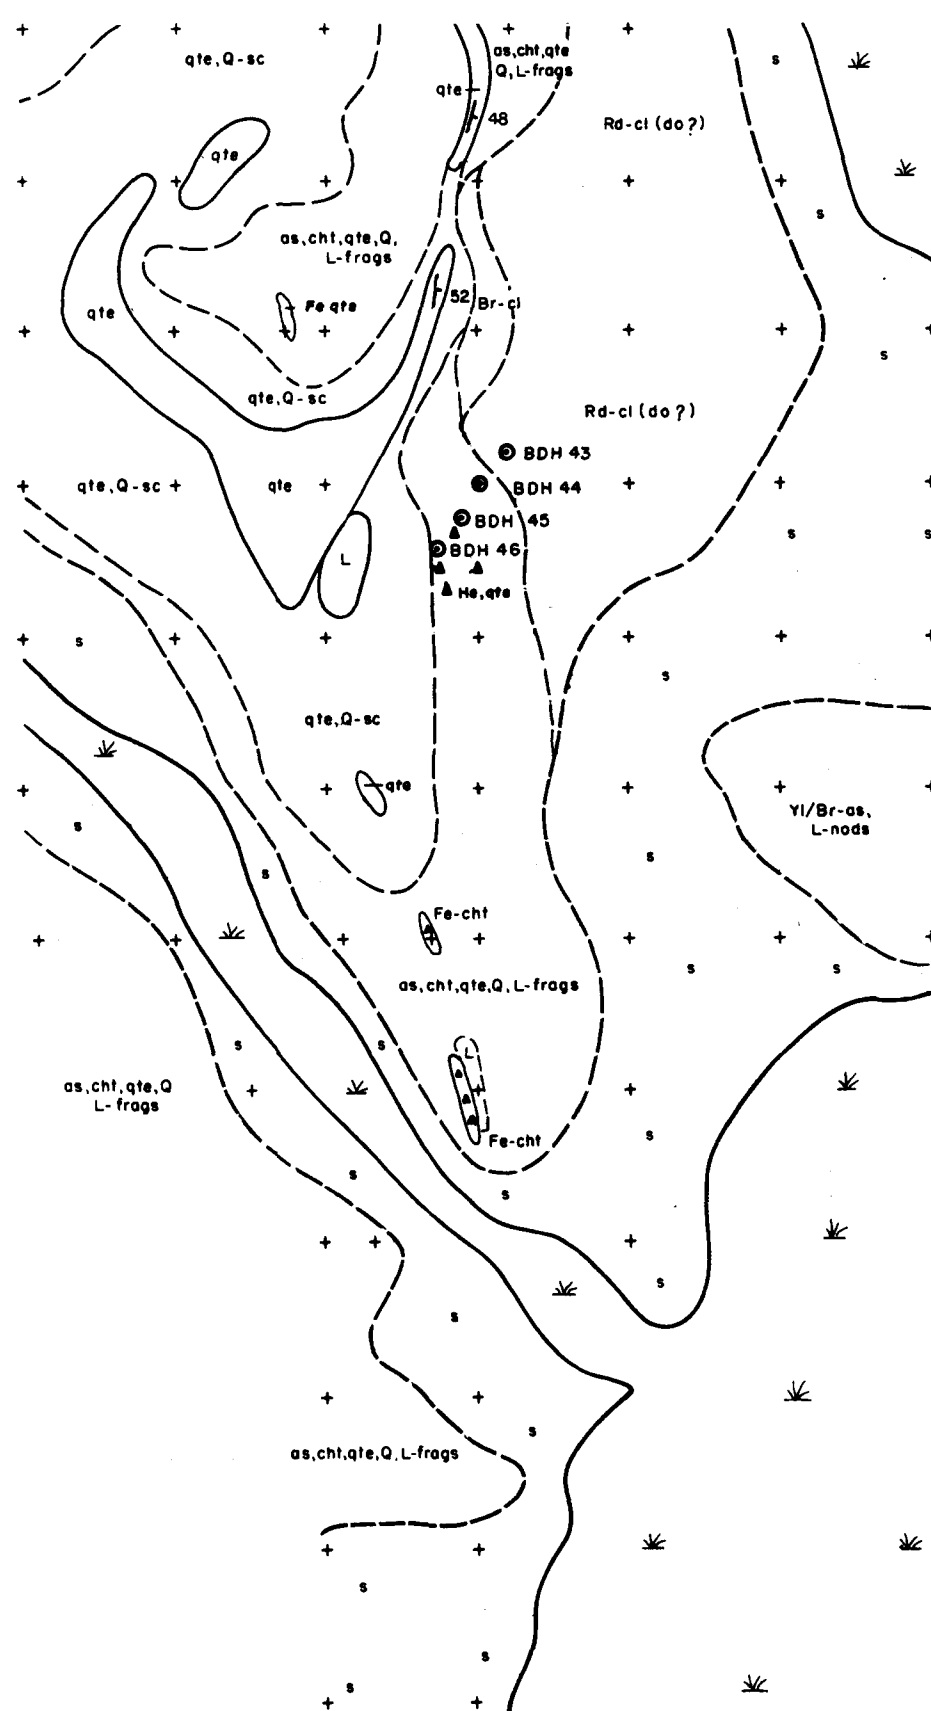 qte, Q-sc
as,cht,qte
Q, L-frags
qte
48
Rd-cl (do?)
s
qte
s
as,cht,qte,Q,
L-frags
52
Br-cl
Fe qte
qte
s
qte,Q-sc
Rd-cl (do?)
BDH 43
qte,Q-sc
qte
BDH 44
BDH 45
s
s
BDH 46
L
He,qte
s
s
qte,Q-sc
qte
Yl/Br-as,
L-nods
s
s
s
Fe-cht
s
s
as,cht,qte,Q, L-frags
s
s
L
as,cht,qte,Q
L-frags
Fe-cht
s
s
s
s
s
s
as,cht,qte,Q, L-frags
s
s
s